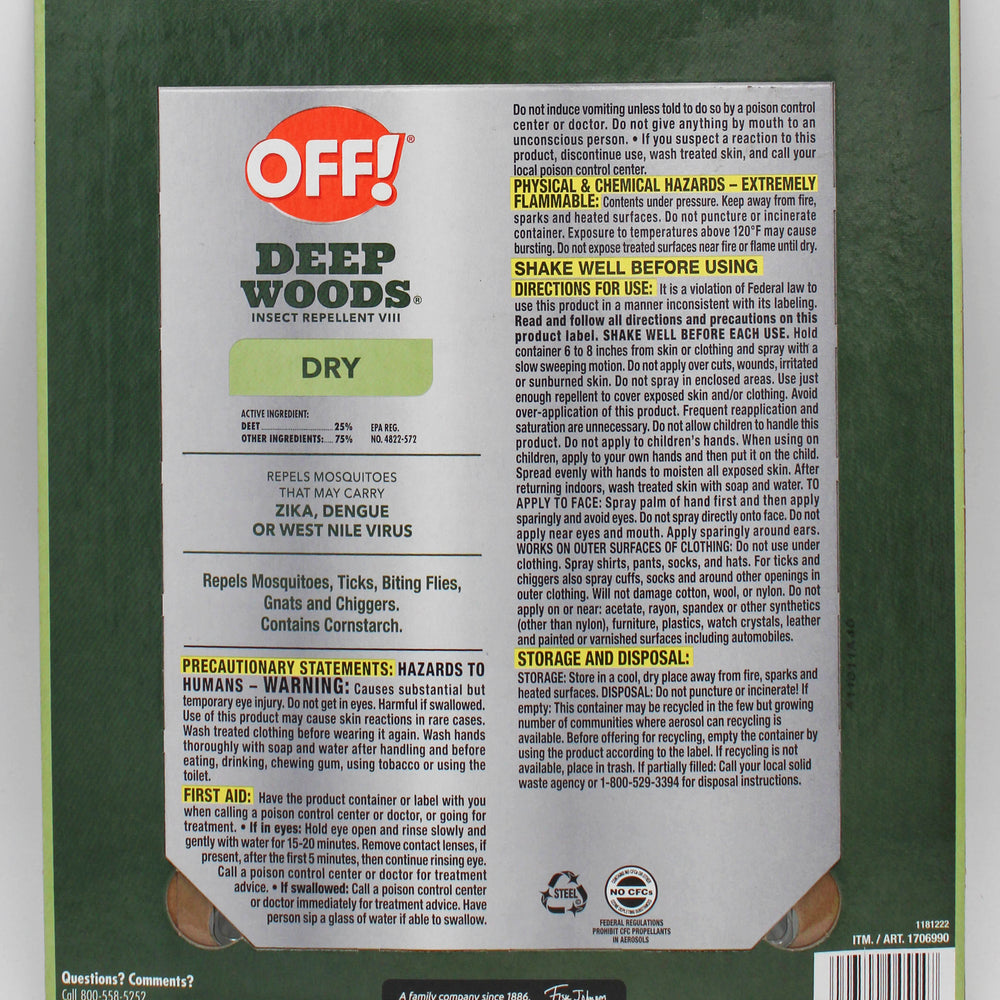 OFF!®
DEEP
WOODS®
INSECT REPELLENT VIII
DRY
ACTIVE INGREDIENT:
DEET..........................25%
OTHER INGREDIENTS:....75%
EPA REG.
NO. 4822-572
REPELS MOSQUITOES
THAT MAY CARRY
ZIKA, DENGUE
OR WEST NILE VIRUS
Repels Mosquitoes, Ticks, Biting Flies,
Gnats and Chiggers.
Contains Cornstarch.
PRECAUTIONARY STATEMENTS: HAZARDS TO
HUMANS – WARNING: Causes substantial but
temporary eye injury. Do not get in eyes. Harmful if swallowed.
Use of this product may cause skin reactions in rare cases.
Wash treated clothing before wearing it again. Wash hands
thoroughly with soap and water after handling and before
eating, drinking, chewing gum, using tobacco or using the
toilet.
FIRST AID: Have the product container or label with you
when calling a poison control center or doctor, or going for
treatment. • If in eyes: Hold eye open and rinse slowly and
gently with water for 15-20 minutes. Remove contact lenses, if
present, after the first 5 minutes, then continue rinsing eye.
Call a poison control center or doctor for treatment
advice. • If swallowed: Call a poison control center
or doctor immediately for treatment advice. Have
person sip a glass of water if able to swallow.
Do not induce vomiting unless told to do so by a poison control
center or doctor. Do not give anything by mouth to an
unconscious person. • If you suspect a reaction to this
product, discontinue use, wash treated skin, and call your
local poison control center.
PHYSICAL & CHEMICAL HAZARDS – EXTREMELY
FLAMMABLE: Contents under pressure. Keep away from fire,
sparks and heated surfaces. Do not puncture or incinerate
container. Exposure to temperatures above 120°F may cause
bursting. Do not expose treated surfaces near fire or flame until dry.
SHAKE WELL BEFORE USING
DIRECTIONS FOR USE: It is a violation of Federal law to
use this product in a manner inconsistent with its labeling.
Read and follow all directions and precautions on this
product label. SHAKE WELL BEFORE EACH USE. Hold
container 6 to 8 inches from skin or clothing and spray with a
slow sweeping motion. Do not apply over cuts, wounds, irritated
or sunburned skin. Do not spray in enclosed areas. Use just
enough repellent to cover exposed skin and/or clothing. Avoid
over-application of this product. Frequent reapplication and
saturation are unnecessary. Do not allow children to handle this
product. Do not apply to children's hands. When using on
children, apply to your own hands and then put it on the child.
Spread evenly with hands to moisten all exposed skin. After
returning indoors, wash treated skin with soap and water. TO
APPLY TO FACE: Spray palm of hand first and then apply
sparingly and avoid eyes. Do not spray directly onto face. Do not
apply near eyes and mouth. Apply sparingly around ears.
WORKS ON OUTER SURFACES OF CLOTHING: Do not use under
clothing. Spray shirts, pants, socks, and hats. For ticks and
chiggers also spray cuffs, socks and around other openings in
outer clothing. Will not damage cotton, wool, or nylon. Do not
apply on or near: acetate, rayon, spandex or other synthetics
(other than nylon), furniture, plastics, watch crystals, leather
and painted or varnished surfaces including automobiles.
STORAGE AND DISPOSAL:
STORAGE: Store in a cool, dry place away from fire, sparks and
heated surfaces. DISPOSAL: Do not puncture or incinerate! If
empty: This container may be recycled in the few but growing
number of communities where aerosol can recycling is
available. Before offering for recycling, empty the container by
using the product according to the label. If recycling is not
available, place in trash. If partially filled: Call your local solid
waste agency or 1-800-529-3394 for disposal instructions.
STEEL
NO CFCs
FEDERAL REGULATIONS
PROHIBIT CFC PROPELLANTS
IN AEROSOLS
1181222
ITM. / ART. 1706990
Questions? Comments?
Call 800-558-5252
A family company since 1886.